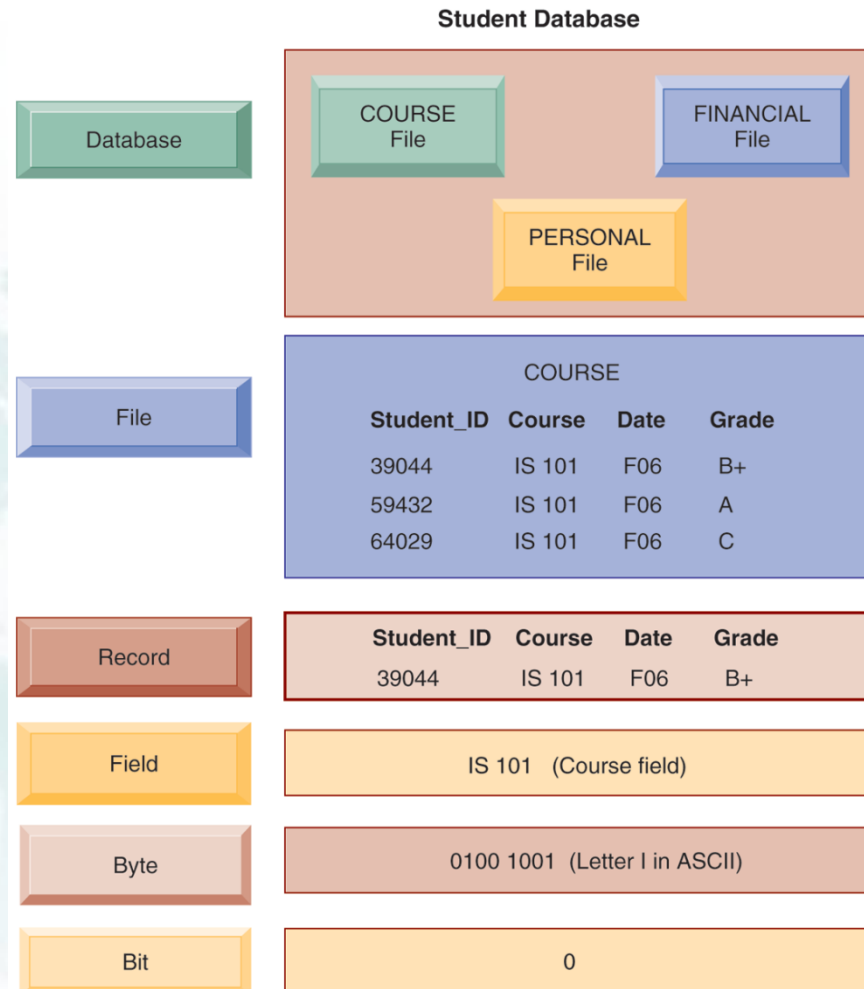 Student Database
Database
COURSE
File
FINANCIAL
File
PERSONAL
File
File
COURSE
Student_ID Course Date Grade
39044 IS 101 F06 B+
59432 IS 101 F06 A
64029 IS 101 F06 C
Record
Student_ID Course Date Grade
39044 IS 101 F06 B+
Field
IS 101 (Course field)
Byte
0100 1001 (Letter I in ASCII)
Bit
0